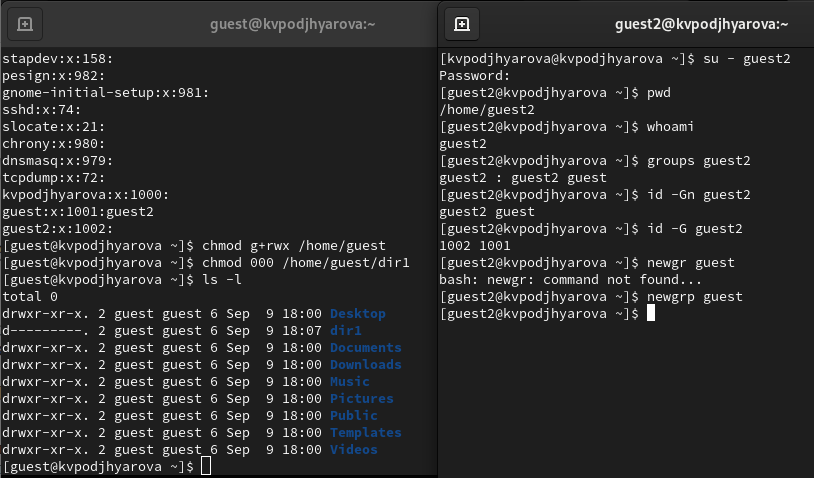 guest@kvpodjhyarova:~
stapdev:x:158:
pesign:x:982:
gnome-initial-setup:x:981:
sshd:x:74:
slocate:x:21:
chrony:x:980:
dnsmasq:x:979:
tcpdump:x:72:
kvpodjhyarova:x:1000:
guest:x:1001:guest2
guest2:x:1002:
[guest@kvpodjhyarova ~]$ chmod g+rwx /home/guest
[guest@kvpodjhyarova ~]$ chmod 000 /home/guest/dir1
[guest@kvpodjhyarova ~]$ ls -l
total 0
drwxr-xr-x. 2 guest guest 6 Sep  9 18:00 Desktop
d---------. 2 guest guest 6 Sep  9 18:07 dir1
drwxr-xr-x. 2 guest guest 6 Sep  9 18:00 Documents
drwxr-xr-x. 2 guest guest 6 Sep  9 18:00 Downloads
drwxr-xr-x. 2 guest guest 6 Sep  9 18:00 Music
drwxr-xr-x. 2 guest guest 6 Sep  9 18:00 Pictures
drwxr-xr-x. 2 guest guest 6 Sep  9 18:00 Public
drwxr-xr-x. 2 guest guest 6 Sep  9 18:00 Templates
drwxr-xr-x. 2 guest guest 6 Sep  9 18:00 Videos
[guest@kvpodjhyarova ~]$
guest2@kvpodjhyarova:~
[kvpodjhyarova@kvpodjhyarova ~]$ su - guest2
Password:
[guest2@kvpodjhyarova ~]$ pwd
/home/guest2
[guest2@kvpodjhyarova ~]$ whoami
guest2
[guest2@kvpodjhyarova ~]$ groups guest2
guest2 : guest2 guest
[guest2@kvpodjhyarova ~]$ id -Gn guest2
guest2 guest
[guest2@kvpodjhyarova ~]$ id -G guest2
1002 1001
[guest2@kvpodjhyarova ~]$ newgr guest
bash: newgr: command not found...
[guest2@kvpodjhyarova ~]$ newgrp guest
[guest2@kvpodjhyarova ~]$